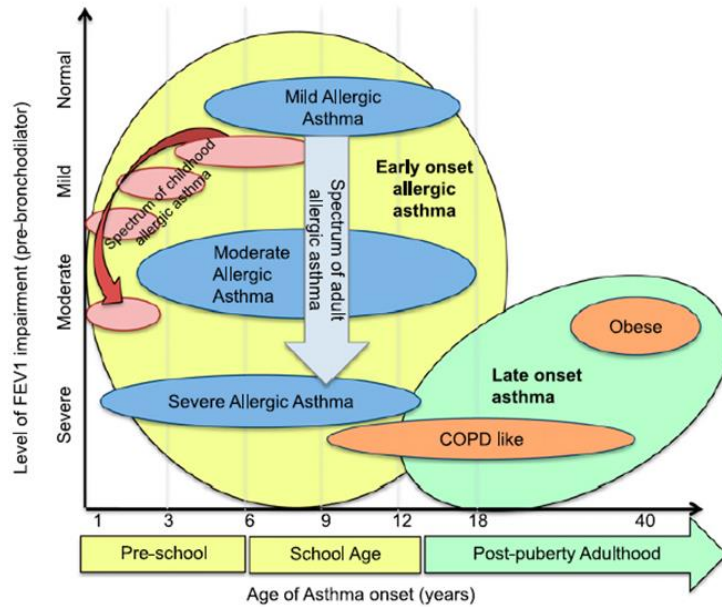 Level of FEV1 impairment (pre-bronchodilator)
Normal
Mild
Moderate
Severe
Mild Allergic
Asthma
Spectrum of childhood
allergic asthma
Early onset
allergic
asthma
Spectrum of adult
allergic asthma
Moderate
Allergic
Asthma
Obese
Late onset
asthma
Severe Allergic Asthma
COPD like
1 3 6 9 12 18 40
Pre-school School Age Post-puberty Adulthood
Age of Asthma onset (years)